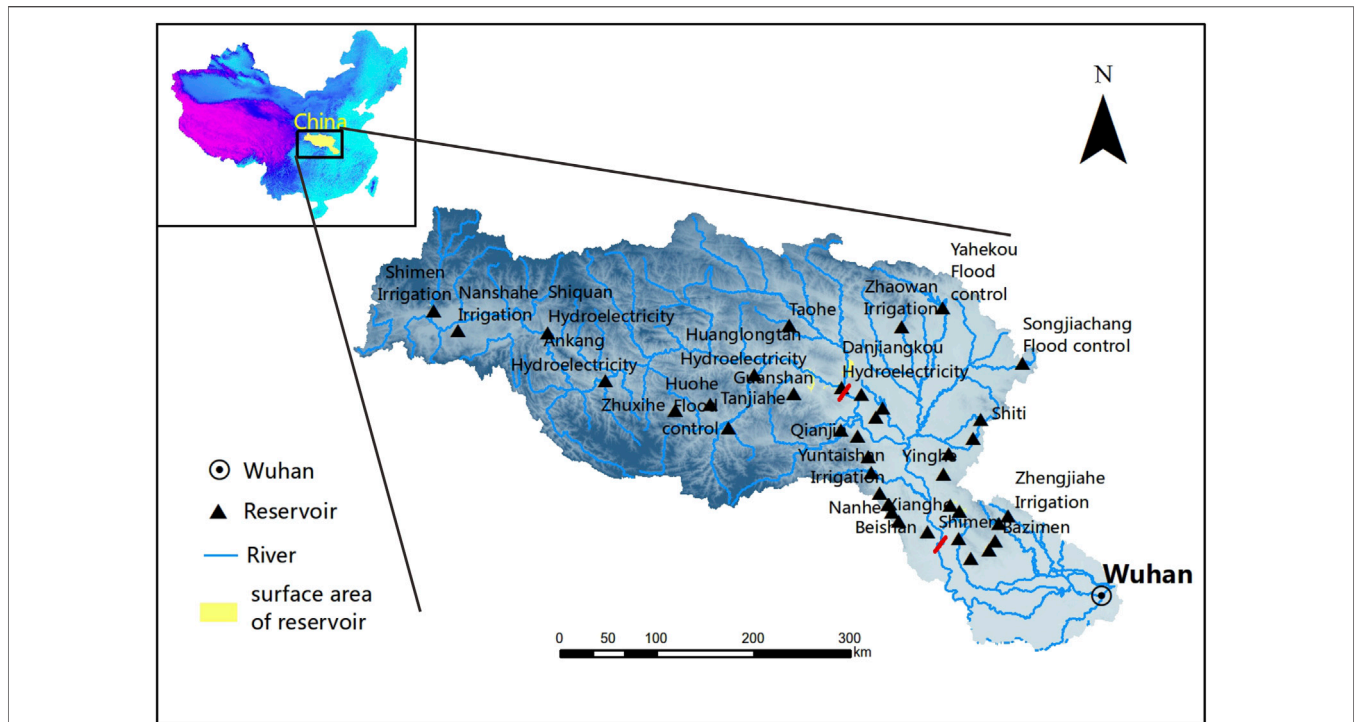 China
N
Yahekou
Flood
control
Shimen
Irrigation
Nanshahe
Irrigation
Shiquan
Hydroelectricity
Ankang
Hydroelectricity
Huanglongtan
Hydroelectricity
Taohe
Zhaowan
Irrigation
Songjiachang
Flood control
Danjiangkou
Hydroelectricity
Guanshan
Tanjiahe
Huohe
Flood
control
Zhuxihe
Qianjia
Shiti
Yuntaishan
Irrigation
Yinghe
Zhengjiahe
Irrigation
Nanhe
Xianghe
Beishan
Shimen
Bazimen
Wuhan
Wuhan
Reservoir
River
surface area
of reservoir
0 50 100 200 300
km